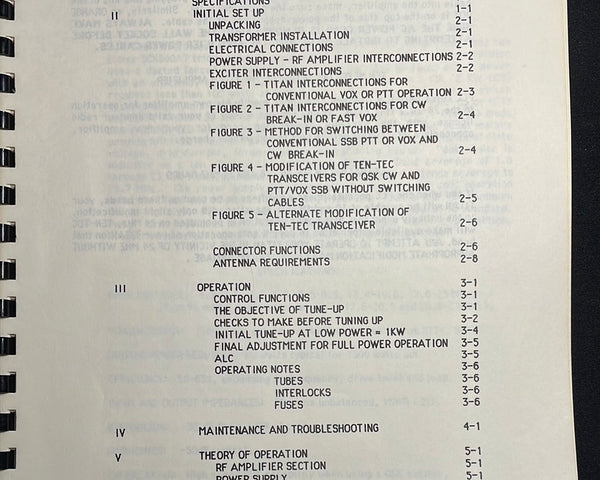 SPECIFICATIONS 1-1
II INITIAL SET UP 2-1
UNPACKING 2-1
TRANSFORMER INSTALLATION 2-1
ELECTRICAL CONNECTIONS 2-1
POWER SUPPLY - RF AMPLIFIER INTERCONNECTIONS 2-2
EXCITER INTERCONNECTIONS 2-2
FIGURE 1 - TITAN INTERCONNECTIONS FOR
CONVENTIONAL VOX OR PTT OPERATION 2-3
FIGURE 2 - TITAN INTERCONNECTIONS FOR CW
BREAK-IN OR FAST VOX 2-4
FIGURE 3 - METHOD FOR SWITCHING BETWEEN
CONVENTIONAL SSB PTT OR VOX AND
CW BREAK-IN 2-4
FIGURE 4 - MODIFICATION OF TEN-TEC
TRANSCEIVERS FOR QSK CW AND
PTT/VOX SSB WITHOUT SWITCHING
CABLES 2-5
FIGURE 5 - ALTERNATE MODIFICATION OF
TEN-TEC TRANSCEIVER 2-6
CONNECTOR FUNCTIONS 2-6
ANTENNA REQUIREMENTS 2-8
III OPERATION 3-1
CONTROL FUNCTIONS 3-1
THE OBJECTIVE OF TUNE-UP 3-1
CHECKS TO MAKE BEFORE TUNING UP 3-2
INITIAL TUNE-UP AT LOW POWER = 1KW 3-4
FINAL ADJUSTMENT FOR FULL POWER OPERATION 3-5
ALC 3-5
OPERATING NOTES 3-6
TUBES 3-6
INTERLOCKS 3-6
FUSES 3-6
IV MAINTENANCE AND TROUBLESHOOTING 4-1
V THEORY OF OPERATION 5-1
RF AMPLIFIER SECTION 5-1
POWER SUPPLY 5-1